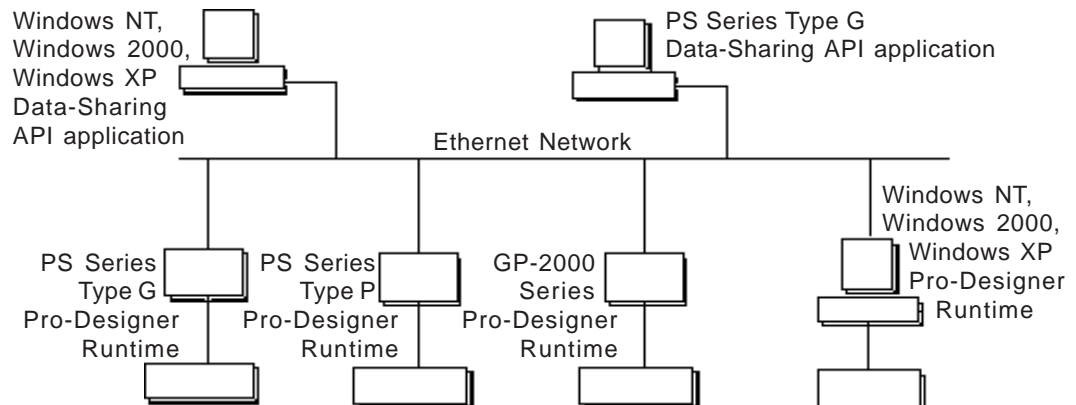 Windows NT,
Windows 2000,
Windows XP
Data-Sharing
API application
PS Series Type G
Data-Sharing API application
Ethernet Network
PS Series
Type G
Pro-Designer
Runtime
PS Series
Type P
Pro-Designer
Runtime
GP-2000
Series
Pro-Designer
Runtime
Windows NT,
Windows 2000,
Windows XP
Pro-Designer
Runtime